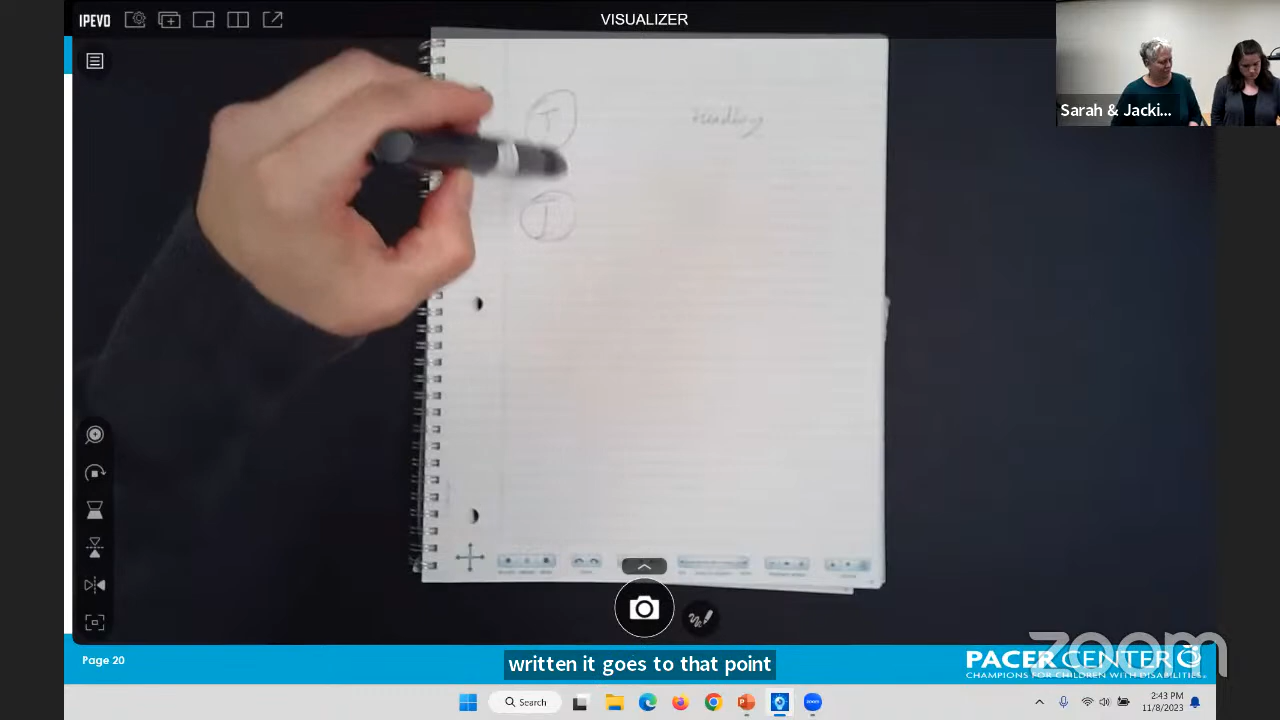 IPEVO
VISUALIZER
Sarah & Jacki...
T
Reading
written it goes to that point
Page 20
PACER CENTER
CHAMPIONS FOR CHILDREN WITH DISABILITIES
zoom
Search
2:43 PM
11/8/2023